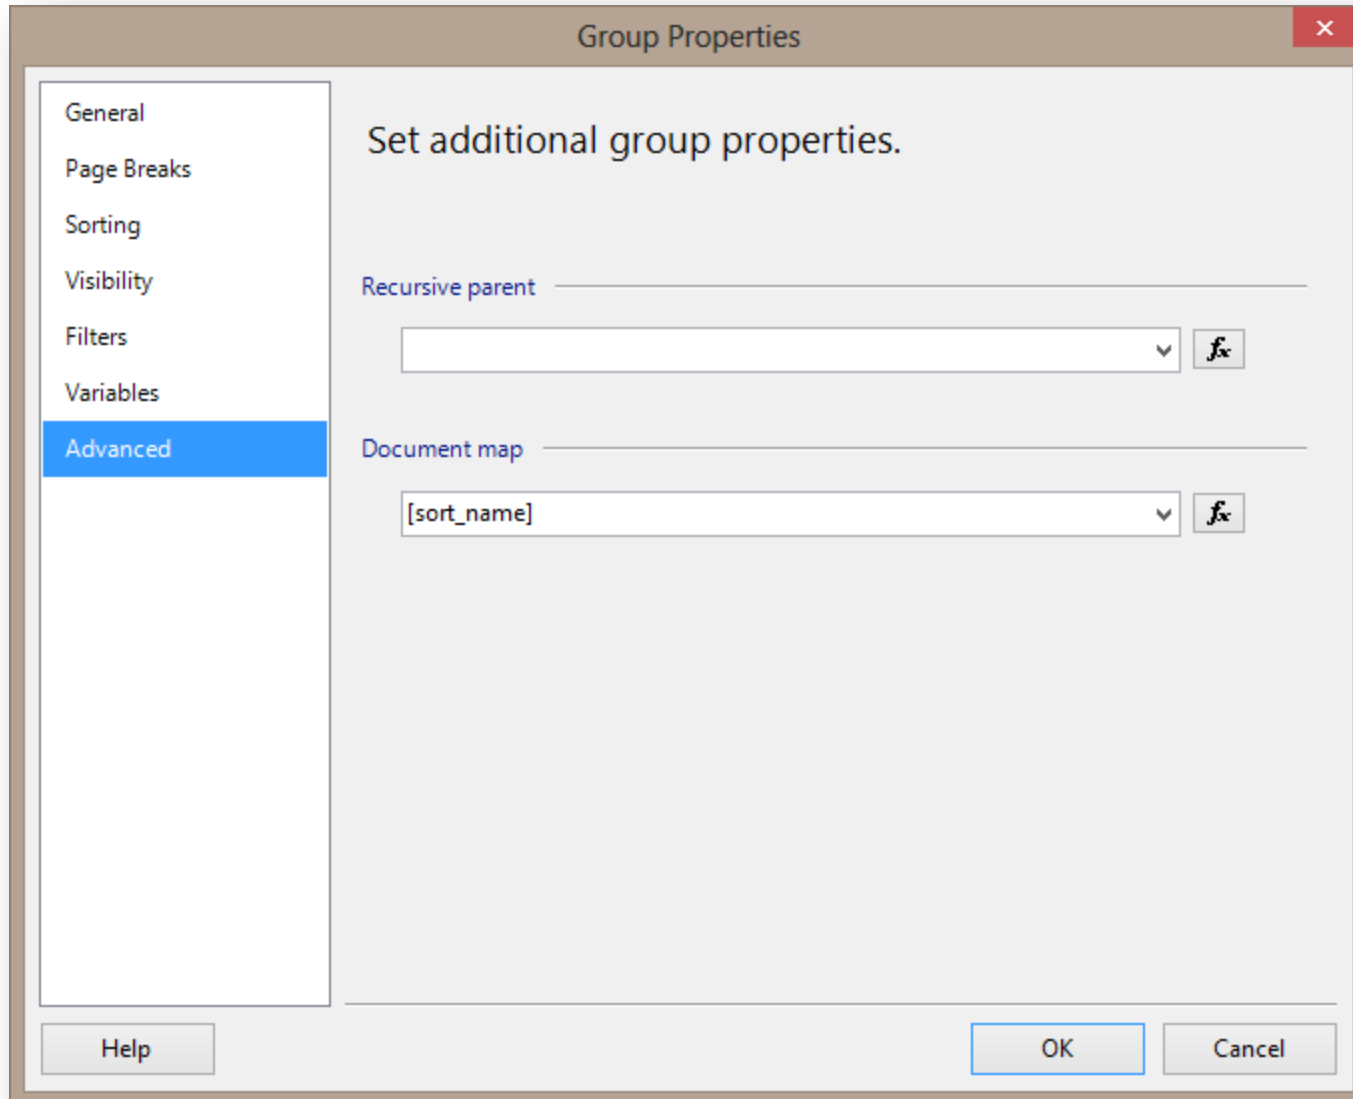 Group Properties
General
Page Breaks
Sorting
Visibility
Filters
Variables
Advanced
Set additional group properties.
Recursive parent
fx
Document map
[sort_name]
fx
Help
OK
Cancel